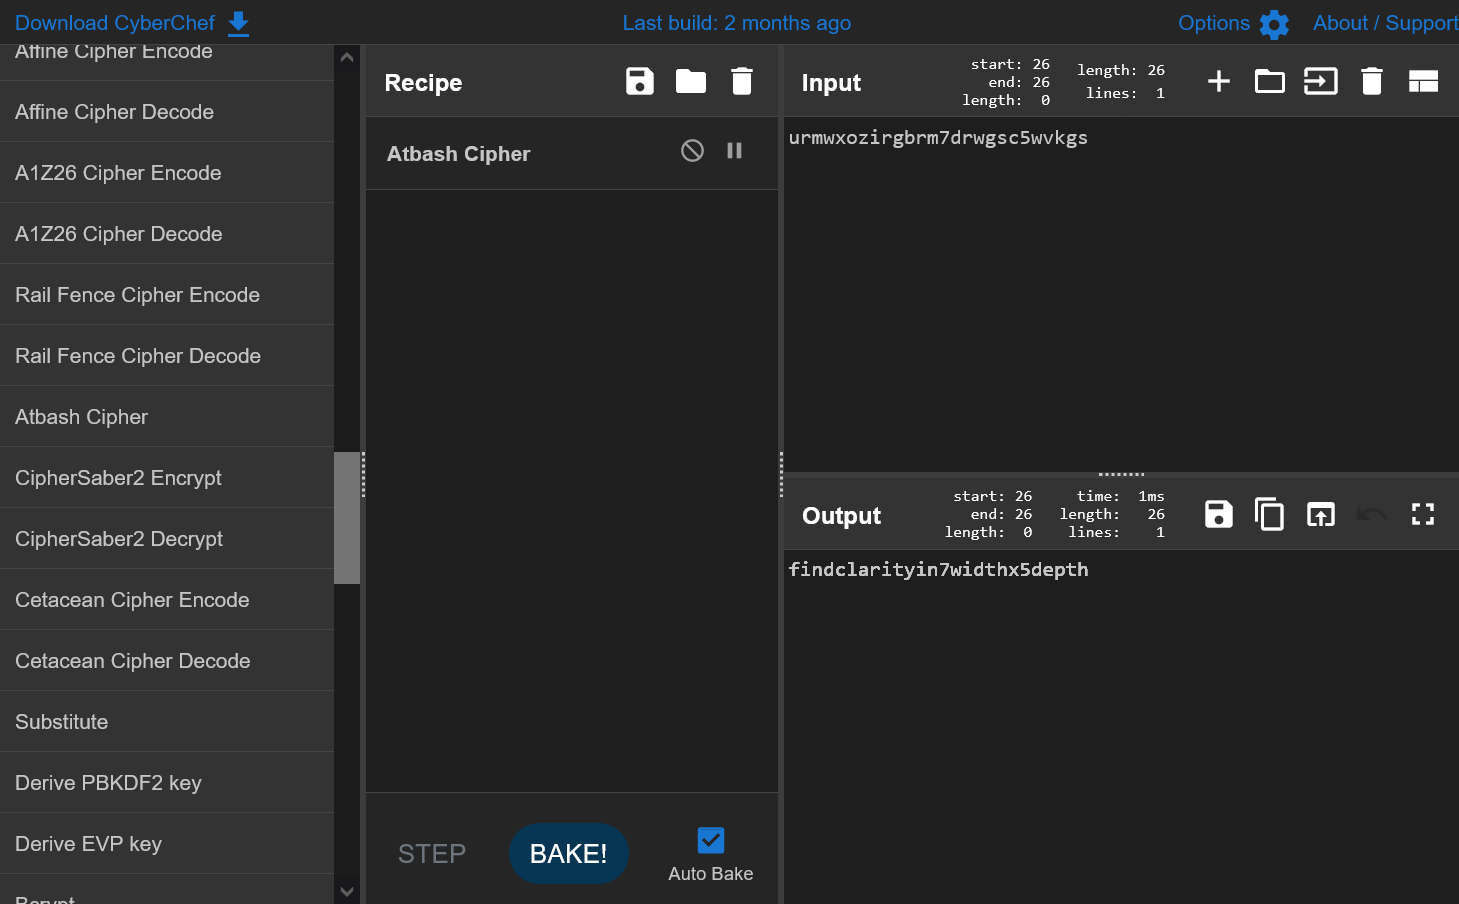 Download CyberChef
Last build: 2 months ago
Options
About / Support
Affine Cipher Encode
Affine Cipher Decode
A1Z26 Cipher Encode
A1Z26 Cipher Decode
Rail Fence Cipher Encode
Rail Fence Cipher Decode
Atbash Cipher
CipherSaber2 Encrypt
CipherSaber2 Decrypt
Cetacean Cipher Encode
Cetacean Cipher Decode
Substitute
Derive PBKDF2 key
Derive EVP key
Bcrypt
Recipe
Atbash Cipher
STEP
BAKE!
Auto Bake
Input
start: 26
end: 26
length: 0
length: 26
lines: 1
urmwxozirgbrm7drwgsc5wvkgs
Output
start: 26
end: 26
length: 0
time: 1ms
length: 26
lines: 1
findclarityin7widthx5depth